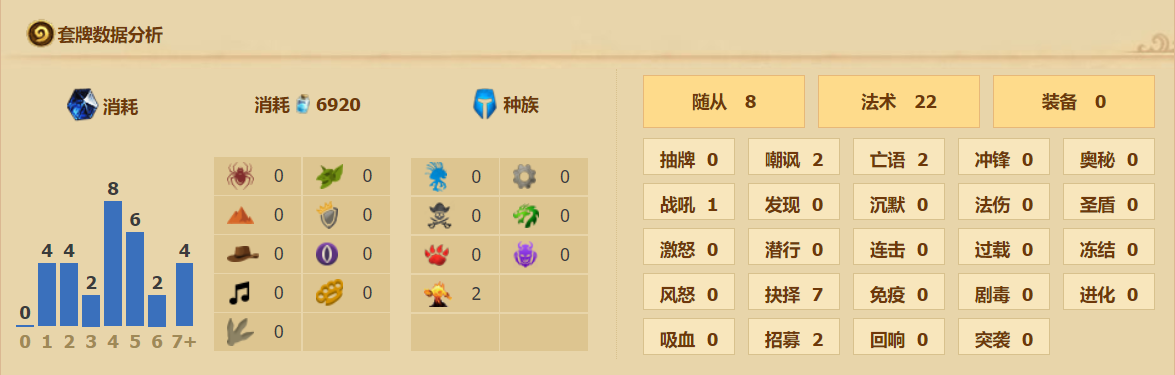 套牌数据分析
消耗
0 4 4 2 8 6 2 4
0 1 2 3 4 5 6 7+
消耗 6920
0 0
0 0
0 0
0 0
0
种族
0 0
0 0
0 0
2
随从 8 法术 22 装备 0
抽牌 0 嘲讽 2 亡语 2 冲锋 0 奥秘 0
战吼 1 发现 0 沉默 0 法伤 0 圣盾 0
激怒 0 潜行 0 连击 0 过载 0 冻结 0
风怒 0 抉择 7 免疫 0 剧毒 0 进化 0
吸血 0 招募 2 回响 0 突袭 0